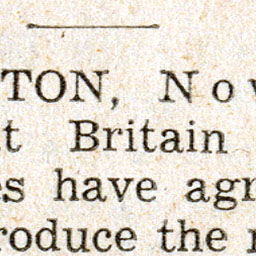 TON, Nov
t Britain
es have agr
roduce the